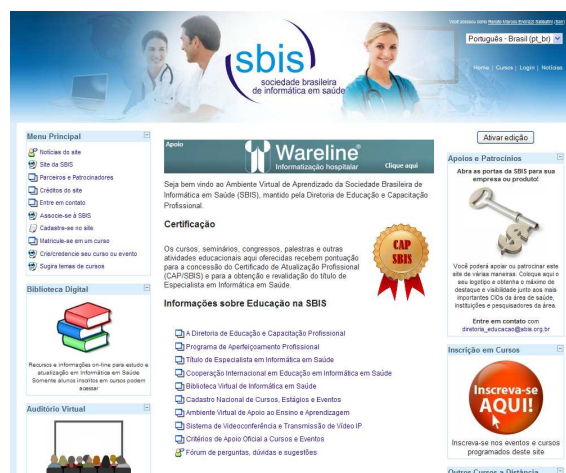 Você acessou como Renato Marcos Endrizzi Sabbatini (Sair)
Português - Brasil (pt_br)
Home | Cursos | Login | Notícias
sbis
sociedade brasileira
de informática em saúde
Menu Principal
Notícias do site
Site da SBIS
Parceiros e Patrocinadores
Créditos do site
Entre em contato
Associe-se à SBIS
Cadastre-se no site
Matricule-se em um curso
Crie/credencie seu curso ou evento
Sugira temas de cursos
Biblioteca Digital
Recursos e informações on-line para estudo e
atualização em Informática em Saúde
Somente alunos inscritos em cursos podem
acessar
Auditório Virtual
Apoio
Wareline
Informatização hospitalar
Clique aqui
Seja bem vindo ao Ambiente Virtual de Aprendizado da Sociedade Brasileira de
Informática em Saúde (SBIS), mantido pela Diretoria de Educação e Capacitação
Profissional.
Certificação
Os cursos, seminários, congressos, palestras e outras
atividades educacionais aqui oferecidas recebem pontuação
para a concessão do Certificado de Atualização Profissional
(CAP/SBIS) e para a obtenção e revalidação do título de
Especialista em Informática em Saúde.
CAP
SBIS
Informações sobre Educação na SBIS
A Diretoria de Educação e Capacitação Profissional
Programa de Aperfeiçoamento Profissional
Título de Especialista em Informática em Saúde
Cooperação Internacional em Educação em Informática em Saúde
Biblioteca Virtual de Informática em Saúde
Cadastro Nacional de Cursos, Estágios e Eventos
Ambiente Virtual de Apoio ao Ensino e Aprendizagem
Sistema de Videoconferência e Transmissão de Vídeo IP
Critérios de Apoio Oficial a Cursos e Eventos
Fórum de perguntas, dúvidas e sugestões
Ativar edição
Apoios e Patrocínios
Abra as portas da SBIS para sua
empresa ou produto!
Você poderá apoiar ou patrocinar este
site de várias maneiras. Coloque aqui o
seu logotipo e obtenha o máximo de
destaque e visibilidade junto aos mais
importantes CIOs da área de saúde,
instituições e pesquisadores da área.
Entre em contato com
diretoria_educacao@sbis.org.br
Inscrição em Cursos
Inscreva-se
AQUI!
Inscreva-se nos eventos e cursos
programados deste site
Outros Cursos a Distância